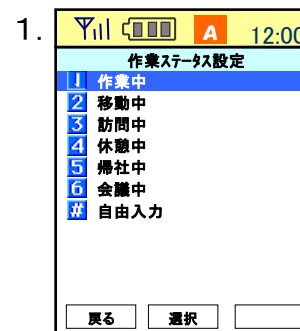 1.
A 12:00
作業ステータス設定
1 作業中
2 移動中
3 訪問中
4 休憩中
5 帰社中
6 会議中
# 自由入力
戻る 選択